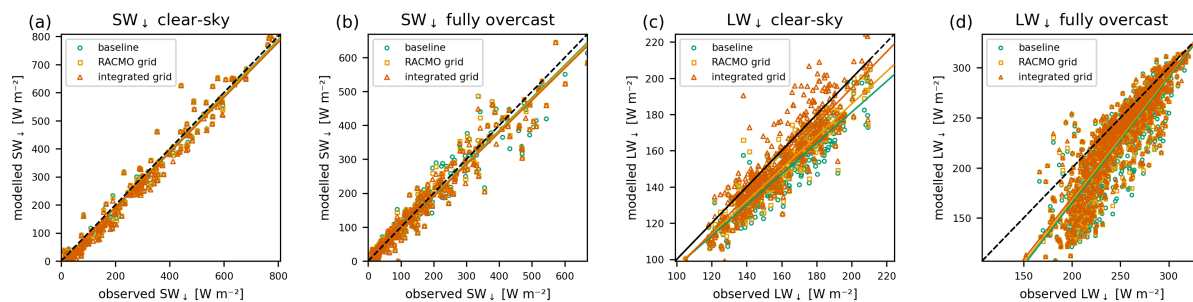 (a) SW↓ clear-sky
baseline
RACMO grid
integrated grid
modelled SW↓ [W m⁻²]
800
700
600
500
400
300
200
100
0
0 200 400 600 800
observed SW↓ [W m⁻²]
(b) SW↓ fully overcast
baseline
RACMO grid
integrated grid
modelled SW↓ [W m⁻²]
600
500
400
300
200
100
0
0 100 200 300 400 500 600
observed SW↓ [W m⁻²]
(c) LW↓ clear-sky
baseline
RACMO grid
integrated grid
modelled LW↓ [W m⁻²]
220
200
180
160
140
120
100
100 120 140 160 180 200 220
observed LW↓ [W m⁻²]
(d) LW↓ fully overcast
baseline
RACMO grid
integrated grid
modelled LW↓ [W m⁻²]
300
250
200
150
150 200 250 300
observed LW↓ [W m⁻²]